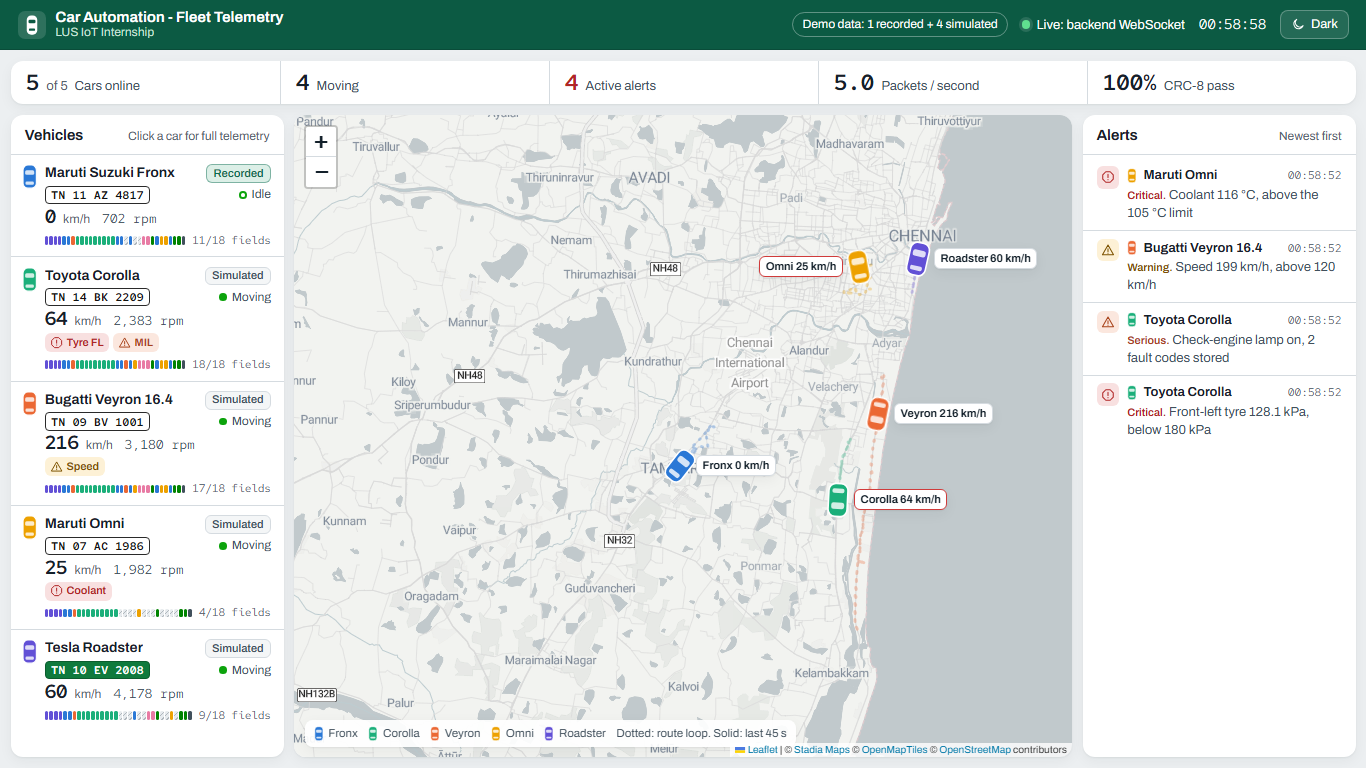 Car Automation - Fleet Telemetry
LUS IoT Internship
Demo data: 1 recorded + 4 simulated
Live: backend WebSocket
00:58:58
Dark
5 of 5 Cars online
4 Moving
4 Active alerts
5.0 Packets / second
100% CRC-8 pass
Vehicles
Click a car for full telemetry
Maruti Suzuki Fronx
Recorded
TN 11 AZ 4817
Idle
0 km/h 702 rpm
11/18 fields
Toyota Corolla
Simulated
TN 14 BK 2209
Moving
64 km/h 2,383 rpm
Tyre FL
MIL
18/18 fields
Bugatti Veyron 16.4
Simulated
TN 09 BV 1001
Moving
216 km/h 3,180 rpm
Speed
17/18 fields
Maruti Omni
Simulated
TN 07 AC 1986
Moving
25 km/h 1,982 rpm
Coolant
4/18 fields
Tesla Roadster
Simulated
TN 10 EV 2008
Moving
60 km/h 4,178 rpm
9/18 fields
+
−
Pandur
Thiruvottiyur
Tiruvallur
Madhavaram
Thiruninravur
AVADI
Padi
CHENNAI
Nemam
Roadster 60 km/h
Omni 25 km/h
NH48
Thirumazhisai
Mannur
Chennai
International
Airport
Alandur
Adyar
Kundrathur
NH48
Kiloy
Velachery
Sriperumbudur
Pannur
Veyron 216 km/h
Pondur
Fronx 0 km/h
Corolla 64 km/h
Kunnam
Vaipur
NH32
Ponmar
Guduvancheri
Oragadam
Maraimalai Nagar
Kelambakkam
Kalvoi
NH132B
Palur
Fronx
Corolla
Veyron
Omni
Roadster
Dotted: route loop. Solid: last 45 s
Leaflet | © Stadia Maps © OpenMapTiles © OpenStreetMap contributors
Alerts
Newest first
Maruti Omni 00:58:52
Critical. Coolant 116 °C, above the
105 °C limit
Bugatti Veyron 16.4 00:58:52
Warning. Speed 199 km/h, above 120
km/h
Toyota Corolla 00:58:52
Serious. Check-engine lamp on, 2
fault codes stored
Toyota Corolla 00:58:52
Critical. Front-left tyre 128.1 kPa,
below 180 kPa